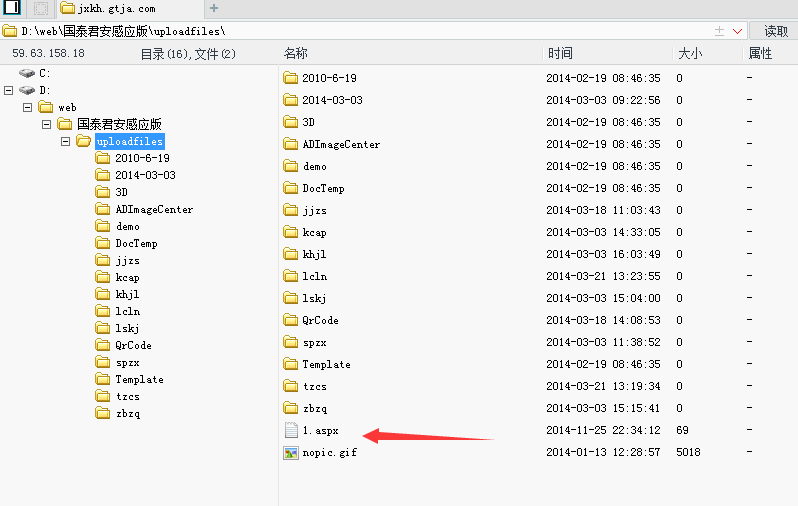 jxkh.gtja.com
D:\web\国泰君安感应版\uploadfiles\ 读取
59.63.158.18 目录(16),文件(2) 名称 时间 大小 属性
C:
D:
web
国泰君安感应版
uploadfiles
2010-6-19
2014-03-03
3D
ADImageCenter
demo
DocTemp
jjzs
kcap
khjl
lcln
lskj
QrCode
spzx
Template
tzcs
zbzq
2010-6-19 2014-02-19 08:46:35 0 -
2014-03-03 2014-03-03 09:22:56 0 -
3D 2014-02-19 08:46:35 0 -
ADImageCenter 2014-02-19 08:46:35 0 -
demo 2014-02-19 08:46:35 0 -
DocTemp 2014-02-19 08:46:35 0 -
jjzs 2014-03-18 11:03:43 0 -
kcap 2014-03-03 14:33:05 0 -
khjl 2014-03-03 16:03:49 0 -
lcln 2014-03-21 13:23:55 0 -
lskj 2014-03-03 15:04:00 0 -
QrCode 2014-03-18 14:08:53 0 -
spzx 2014-03-03 11:38:52 0 -
Template 2014-02-19 08:46:35 0 -
tzcs 2014-03-21 13:19:34 0 -
zbzq 2014-03-03 15:15:41 0 -
1.aspx 2014-11-25 22:34:12 69 -
nopic.gif 2014-01-13 12:28:57 5018 -